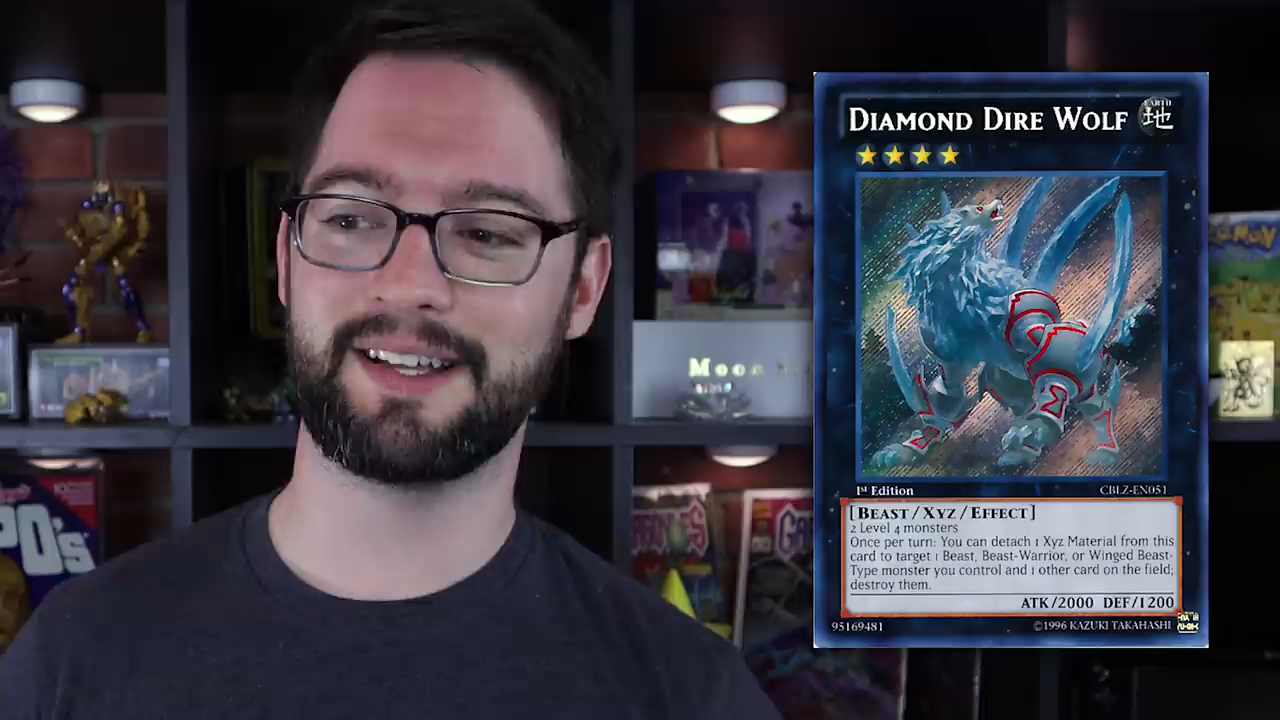 DIAMOND DIRE WOLF
EARTH
地
1st Edition
CBLZ-EN051
[BEAST/XYZ/EFFECT]
2 Level 4 monsters
Once per turn: You can detach 1 Xyz Material from this
card to target 1 Beast, Beast-Warrior, or Winged Beast-
Type monster you control and 1 other card on the field;
destroy them.
ATK/2000 DEF/1200
95169481
©1996 KAZUKI TAKAHASHI
Moon
PO's